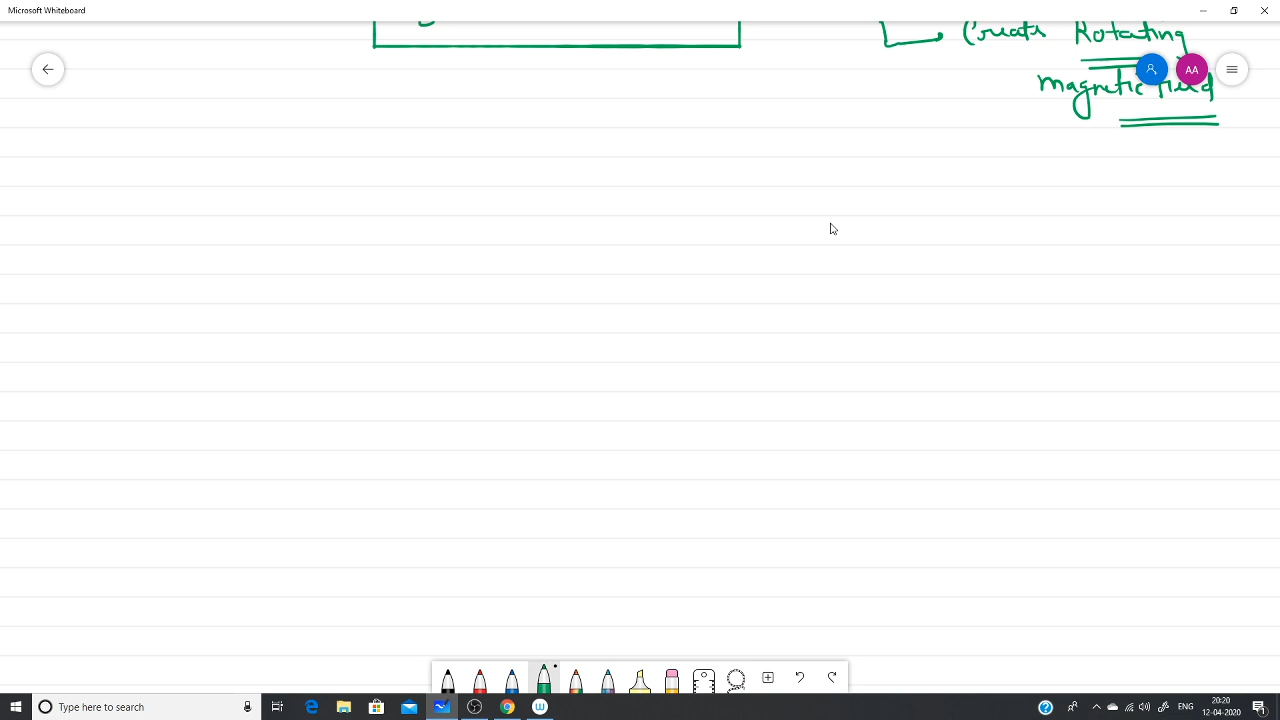 Microsoft Whiteboard
Create Rotating
magnetic field
AA
Type here to search
ENG
20:20
12-04-2020